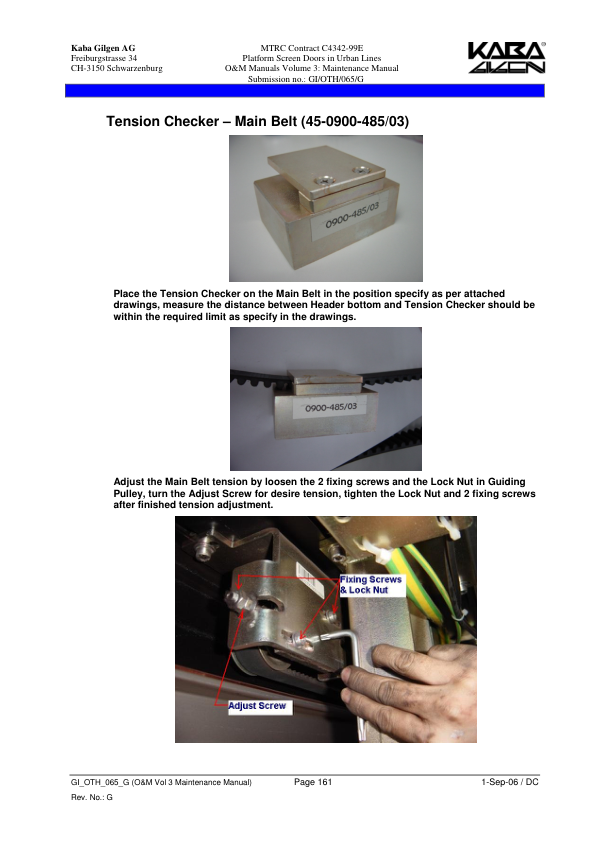 Kaba Gilgen AG
Freiburgstrasse 34
CH-3150 Schwarzenburg
MTRC Contract C4342-99E
Platform Screen Doors in Urban Lines
O&M Manuals Volume 3: Maintenance Manual
Submission no.: GI/OTH/065/G
KABA®
GILGEN
Tension Checker – Main Belt (45-0900-485/03)
0900-485/03
Place the Tension Checker on the Main Belt in the position specify as per attached
drawings, measure the distance between Header bottom and Tension Checker should be
within the required limit as specify in the drawings.
0900-485/03
Adjust the Main Belt tension by loosen the 2 fixing screws and the Lock Nut in Guiding
Pulley, turn the Adjust Screw for desire tension, tighten the Lock Nut and 2 fixing screws
after finished tension adjustment.
Fixing Screws
& Lock Nut
Adjust Screw
GI_OTH_065_G (O&M Vol 3 Maintenance Manual)
Page 161
1-Sep-06 / DC
Rev. No.: G